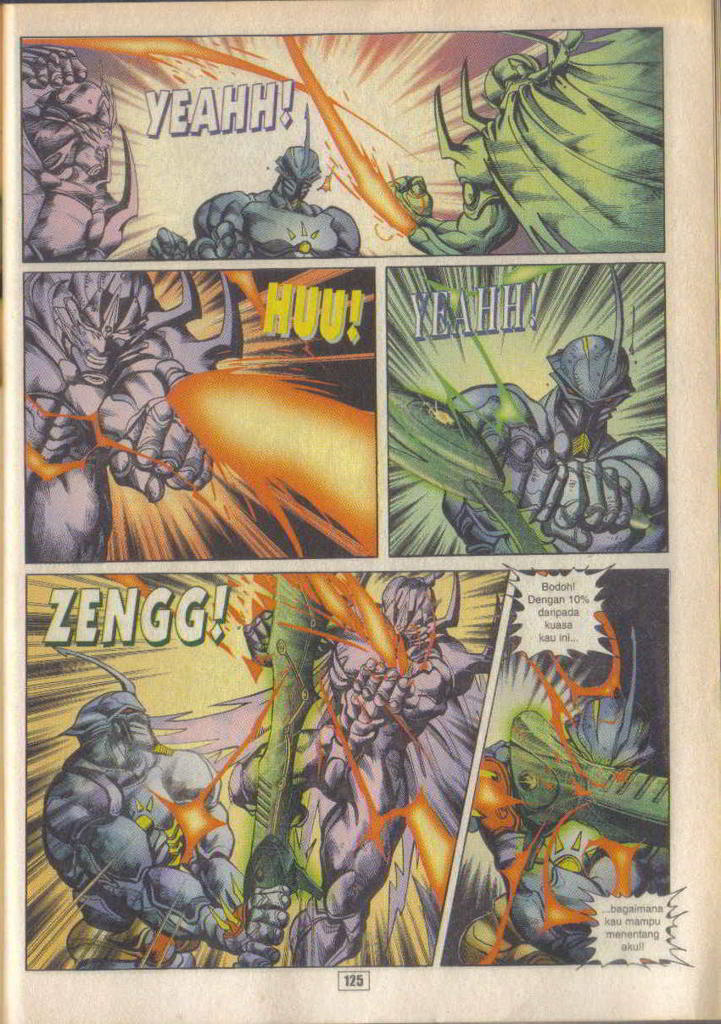 YEAHH!
HUU!
YEAHH!
ZENGG!
Bodoh!
Dengan 10%
daripada
kuasa
kau ini...
...bagaimana
kau mampu
menentang
aku!!
125